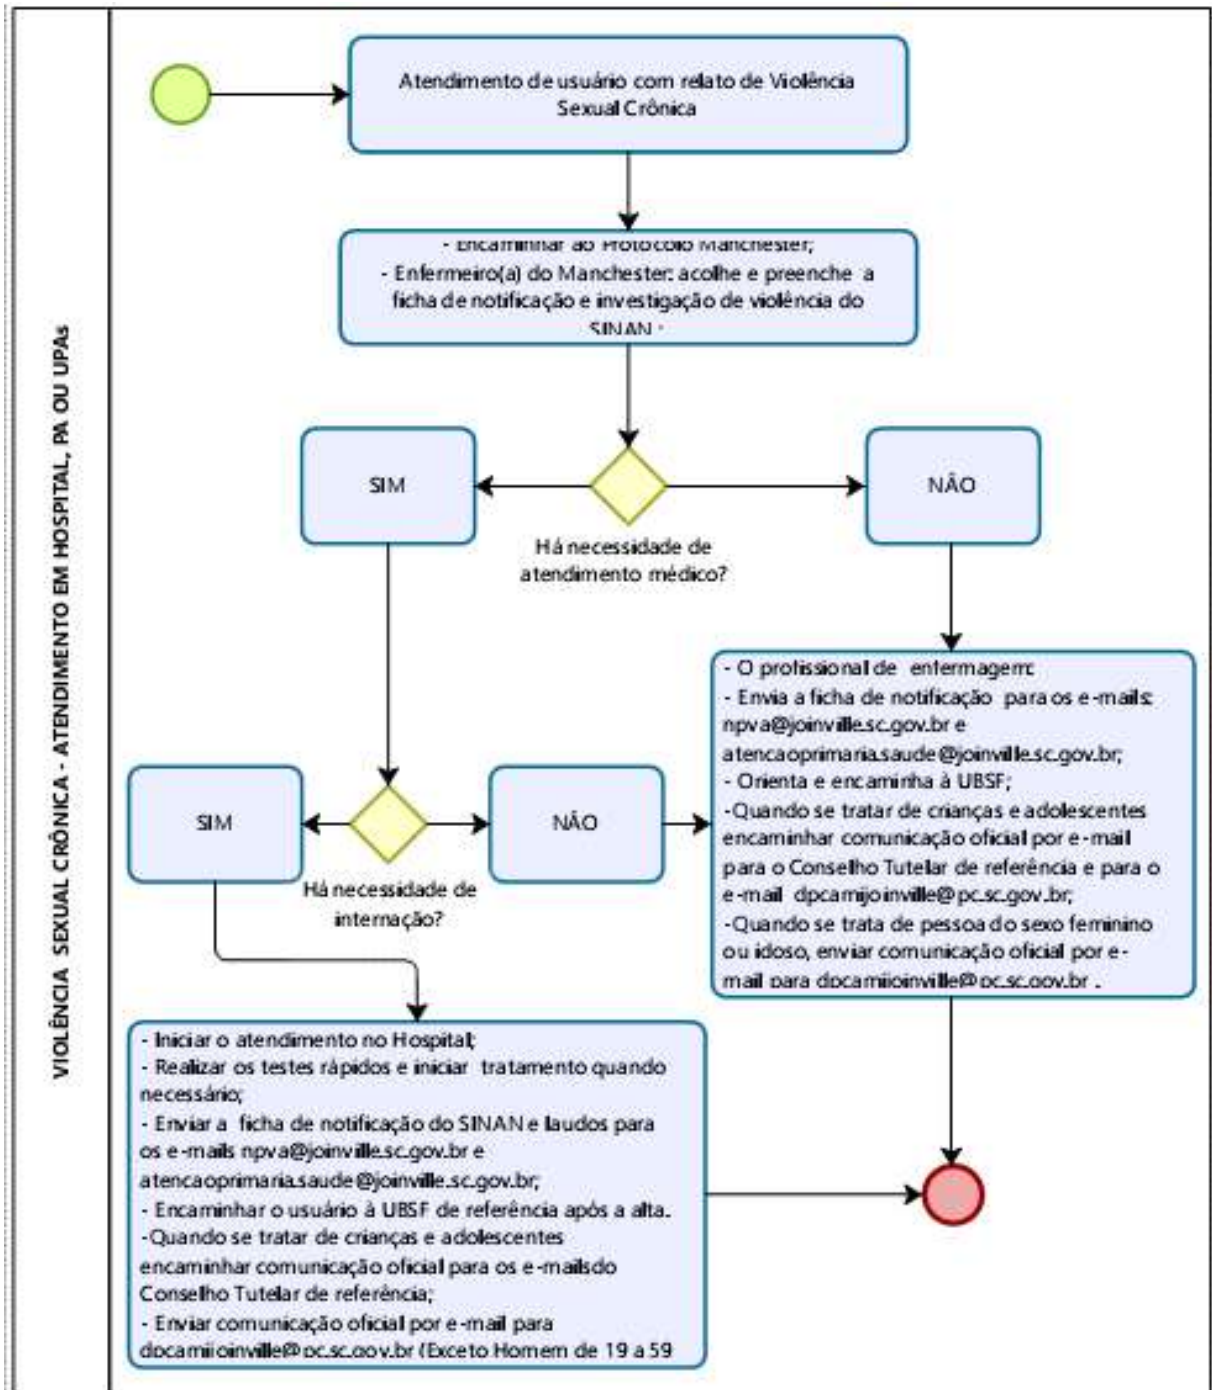 VIOLÊNCIA SEXUAL CRÔNICA - ATENDIMENTO EM HOSPITAL, PA OU UPAs
Atendimento de usuário com relato de Violência
Sexual Crônica
- Encaminhar ao Protocolo Manchester;
- Enfermeiro(a) do Manchester: acolhe e preenche a
ficha de notificação e investigação de violência do
SINAN ;
SIM
NÃO
Há necessidade de
atendimento médico?
- O profissional de enfermagem:
- Envia a ficha de notificação para os e-mails:
npva@joinville.sc.gov.br e
atencaoprimaria.saude@joinville.sc.gov.br;
- Orienta e encaminha à UBSF;
-Quando se tratar de crianças e adolescentes
encaminhar comunicação oficial por e-mail
para o Conselho Tutelar de referência e para o
e-mail dpcamijoinville@pc.sc.gov.br;
-Quando se trata de pessoa do sexo feminino
ou idoso, enviar comunicação oficial por e-
mail para dpcamijoinville@pc.sc.gov.br .
SIM
NÃO
Há necessidade de
internação?
- Iniciar o atendimento no Hospital;
- Realizar os testes rápidos e iniciar tratamento quando
necessário;
- Enviar a ficha de notificação do SINAN e laudos para
os e-mails npva@joinville.sc.gov.br e
atencaoprimaria.saude@joinville.sc.gov.br;
- Encaminhar o usuário à UBSF de referência após a alta.
-Quando se tratar de crianças e adolescentes
encaminhar comunicação oficial para os e-mailsdo
Conselho Tutelar de referência;
- Enviar comunicação oficial por e-mail para
dpcamijoinville@pc.sc.gov.br (Exceto Homem de 19 a 59